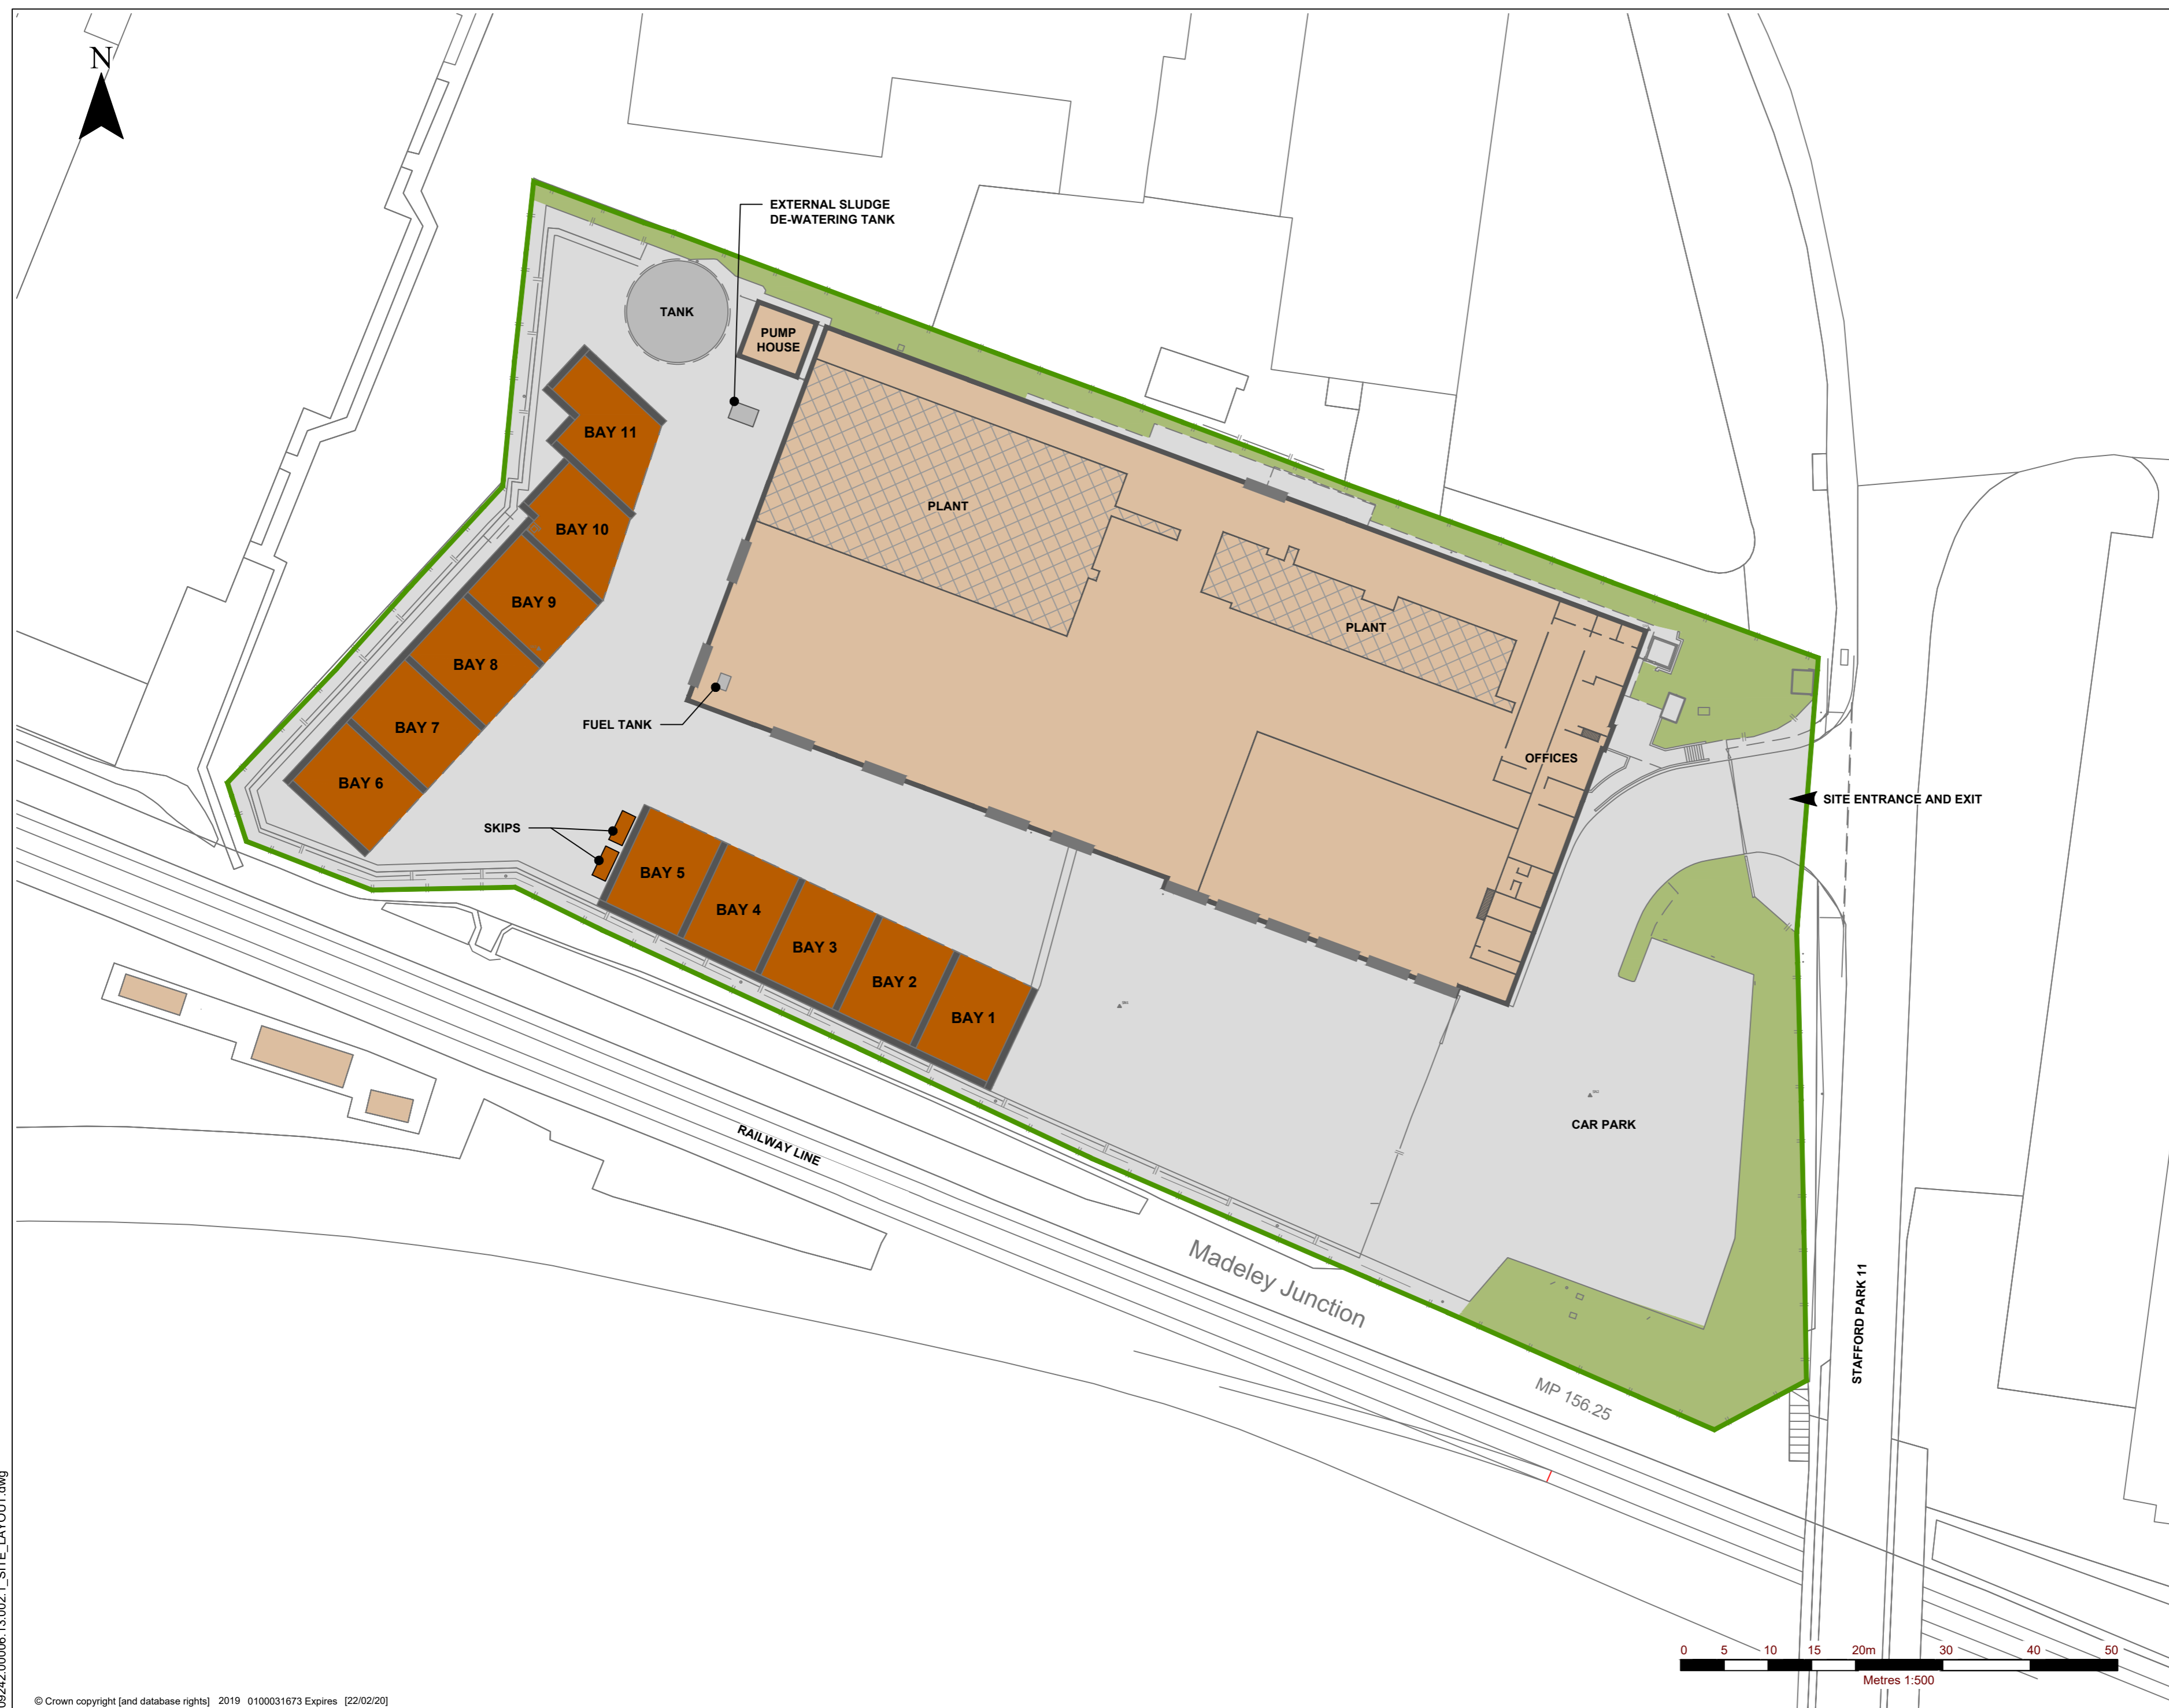 N
EXTERNAL SLUDGE
DE-WATERING TANK
TANK
PUMP
HOUSE
BAY 11
PLANT
BAY 10
BAY 9
PLANT
BAY 8
FUEL TANK
BAY 7
OFFICES
BAY 6
SITE ENTRANCE AND EXIT
SKIPS
BAY 5
BAY 4
BAY 3
BAY 2
BAY 1
CAR PARK
RAILWAY LINE
Madeley Junction
STAFFORD PARK 11
MP 156.25
0 5 10 15 20m 30 40 50
Metres 1:500
© Crown copyright [and database rights] 2019 0100031673 Expires [22/02/20]